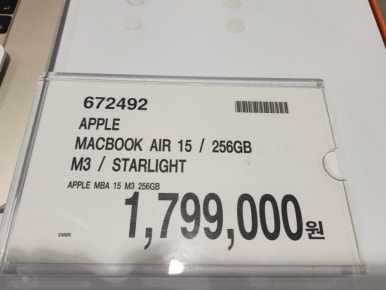 672492
APPLE
MACBOOK AIR 15 / 256GB
M3 / STARLIGHT
APPLE MBA 15 M3 256GB
1,799,000원